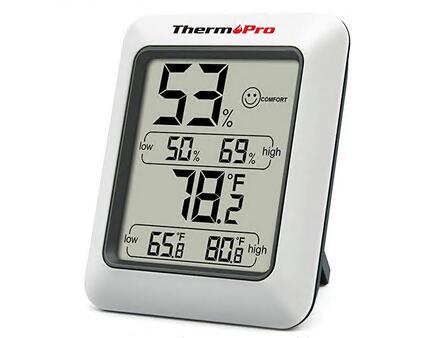 ThermoPro
53%
COMFORT
low 50% 69% high
78.2°F
low 65.8°F 80.8°F high